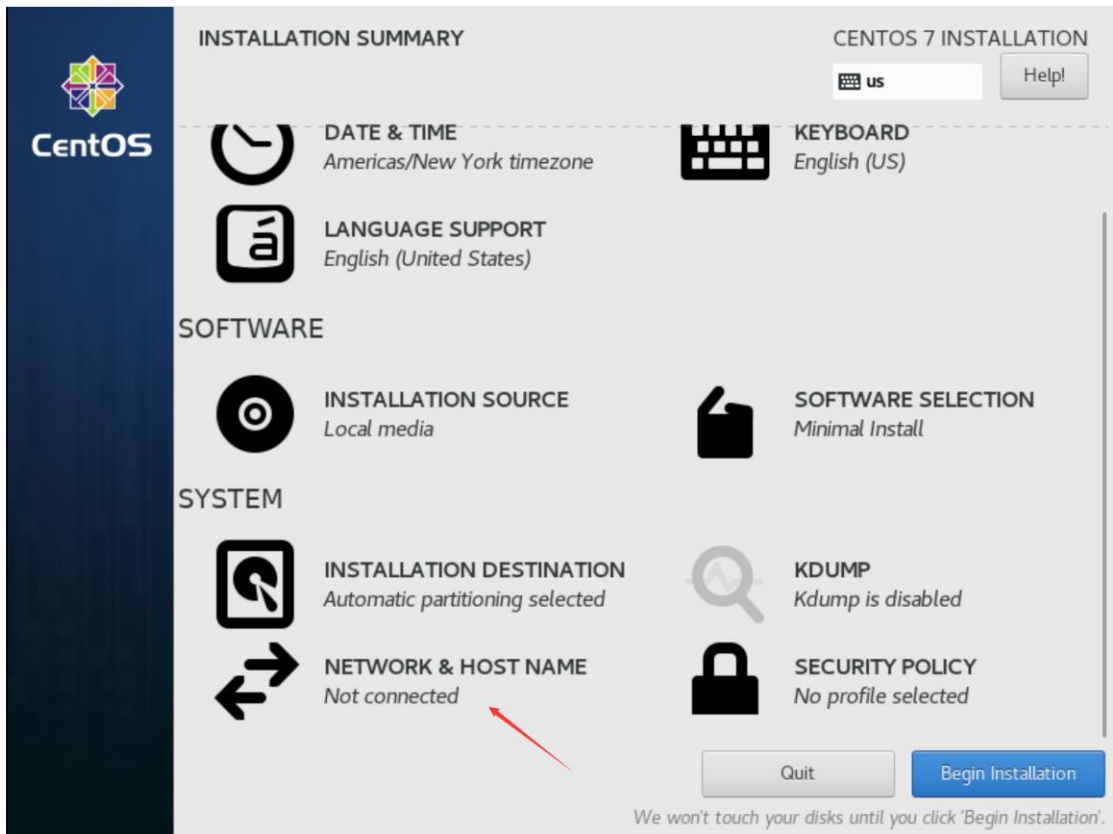 INSTALLATION SUMMARY
CENTOS 7 INSTALLATION
us
Help!
CentOS
DATE & TIME
Americas/New York timezone
KEYBOARD
English (US)
á
LANGUAGE SUPPORT
English (United States)
SOFTWARE
INSTALLATION SOURCE
Local media
SOFTWARE SELECTION
Minimal Install
SYSTEM
INSTALLATION DESTINATION
Automatic partitioning selected
KDUMP
Kdump is disabled
NETWORK & HOST NAME
Not connected
SECURITY POLICY
No profile selected
Quit
Begin Installation
We won't touch your disks until you click 'Begin Installation'.